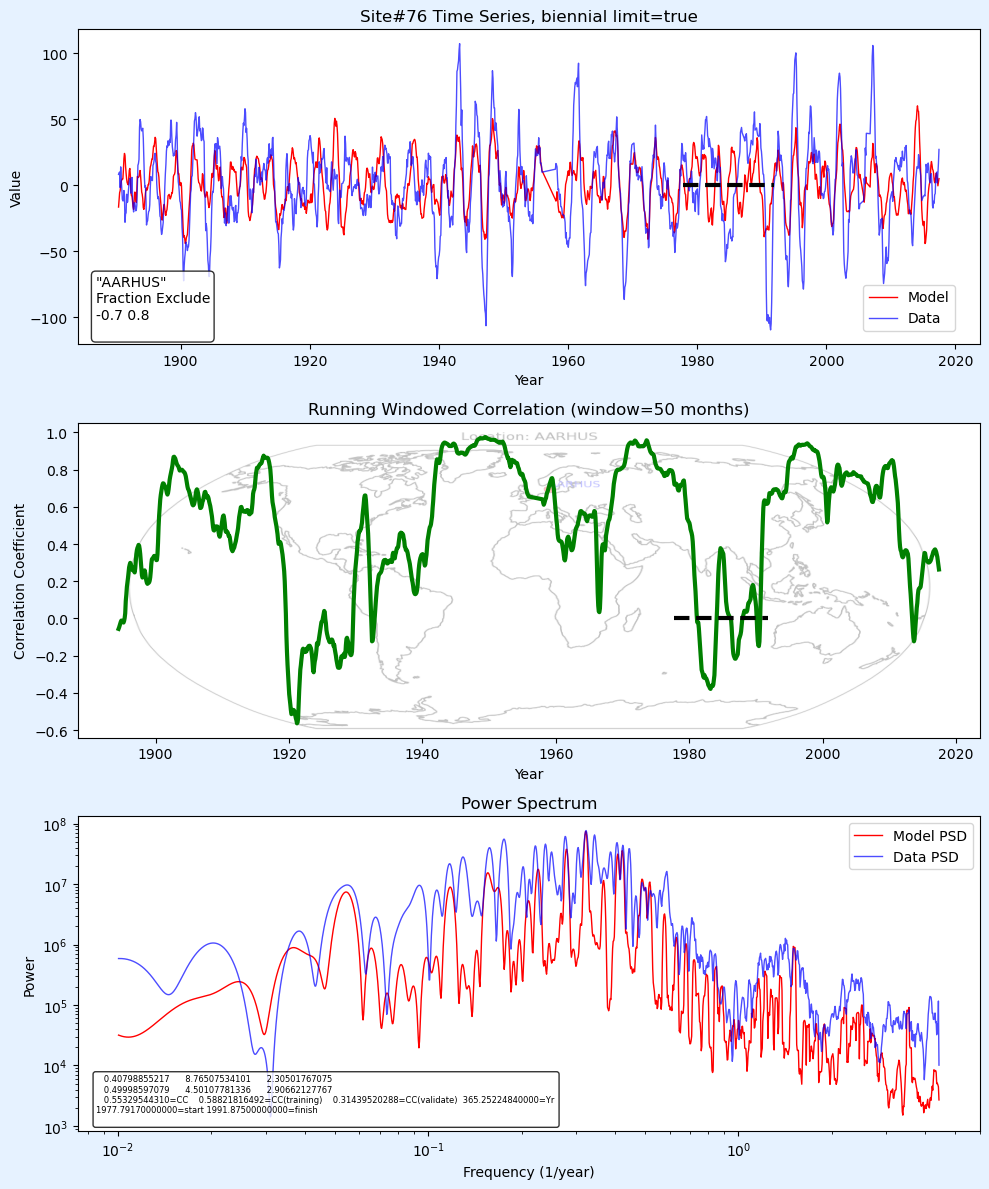 Site#76 Time Series, biennial limit=true
Value
100
50
0
−50
−100
"AARHUS"
Fraction Exclude
-0.7 0.8
Model
Data
1900
1920
1940
1960
1980
2000
2020
Year
Running Windowed Correlation (window=50 months)
Correlation Coefficient
1.0
0.8
0.6
0.4
0.2
0.0
−0.2
−0.4
−0.6
Location: AARHUS
AARHUS
1900
1920
1940
1960
1980
2000
2020
Year
Power Spectrum
Power
10^8
10^7
10^6
10^5
10^4
10^3
Model PSD
Data PSD
0.40798855217 8.76507534101 2.30501767075
0.49998597079 4.50107781336 2.90662127767
0.55329544310=CC 0.58821816492=CC(training) 0.31439520288=CC(validate) 365.25224840000=Yr
1977.79170000000=start 1991.87500000000=finish
10^−2
10^−1
10^0
Frequency (1/year)